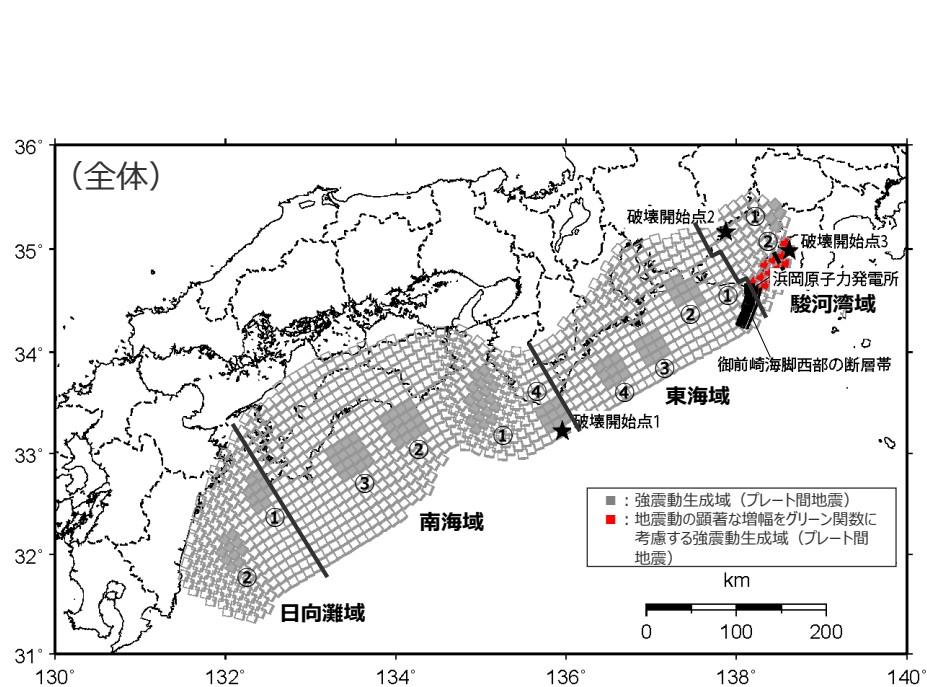 36°
（全体）
破壊開始点2
①
②
破壊開始点3
35°
浜岡原子力発電所
①
②
駿河湾域
34°
御前崎海脚西部の断層帯
③
④
④
東海域
破壊開始点1
①
②
33°
③
■：強震動生成域（プレート間地震）
①
南海域
■：地震動の顕著な増幅をグリーン関数に
考慮する強震動生成域（プレート間
地震）
32°
②
km
日向灘域
0 100 200
31°
130° 132° 134° 136° 138° 140°